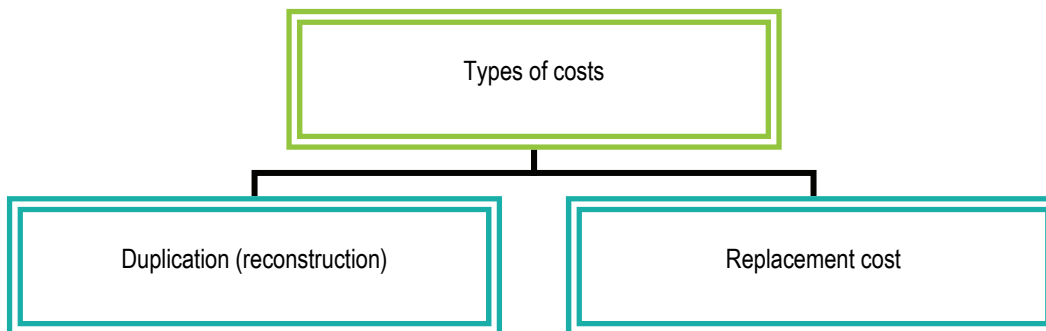 Types of costs
Duplication (reconstruction)
Replacement cost